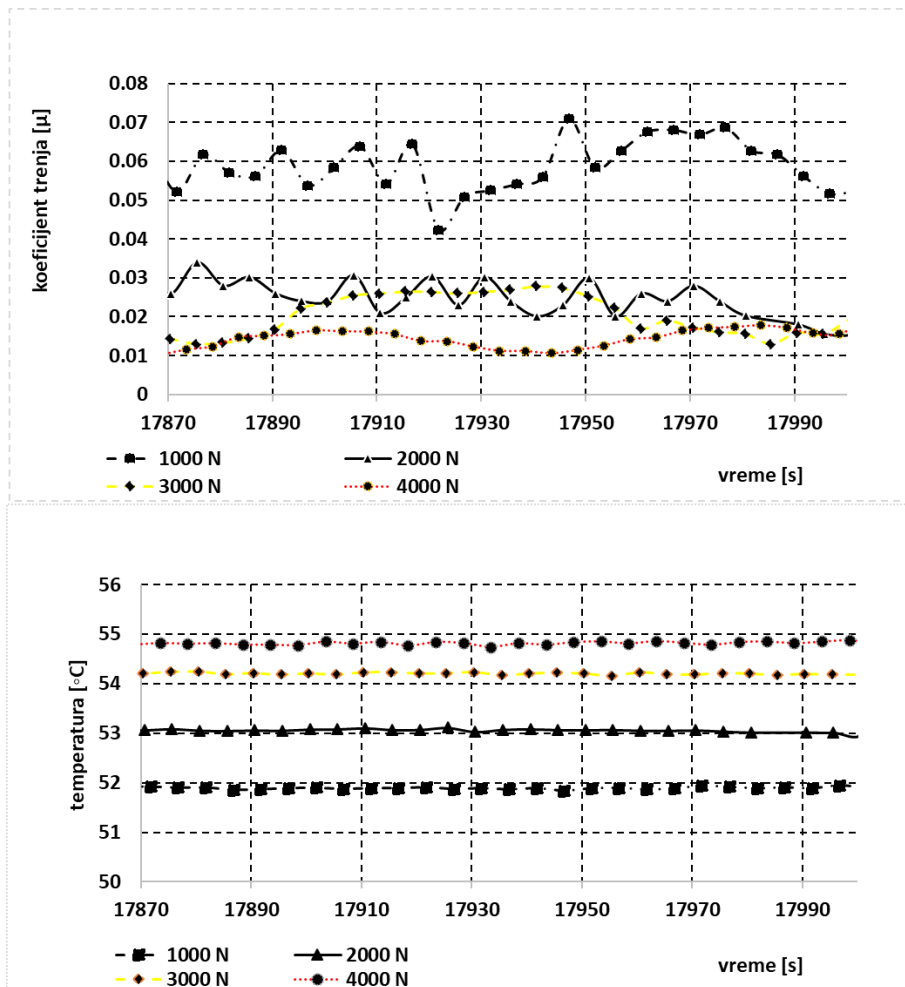 koeficijent trenja [µ]
0.08
0.07
0.06
0.05
0.04
0.03
0.02
0.01
0
17870 17890 17910 17930 17950 17970 17990
1000 N 2000 N
3000 N 4000 N
vreme [s]
temperatura [◦C]
56
55
54
53
52
51
50
17870 17890 17910 17930 17950 17970 17990
1000 N 2000 N
3000 N 4000 N
vreme [s]